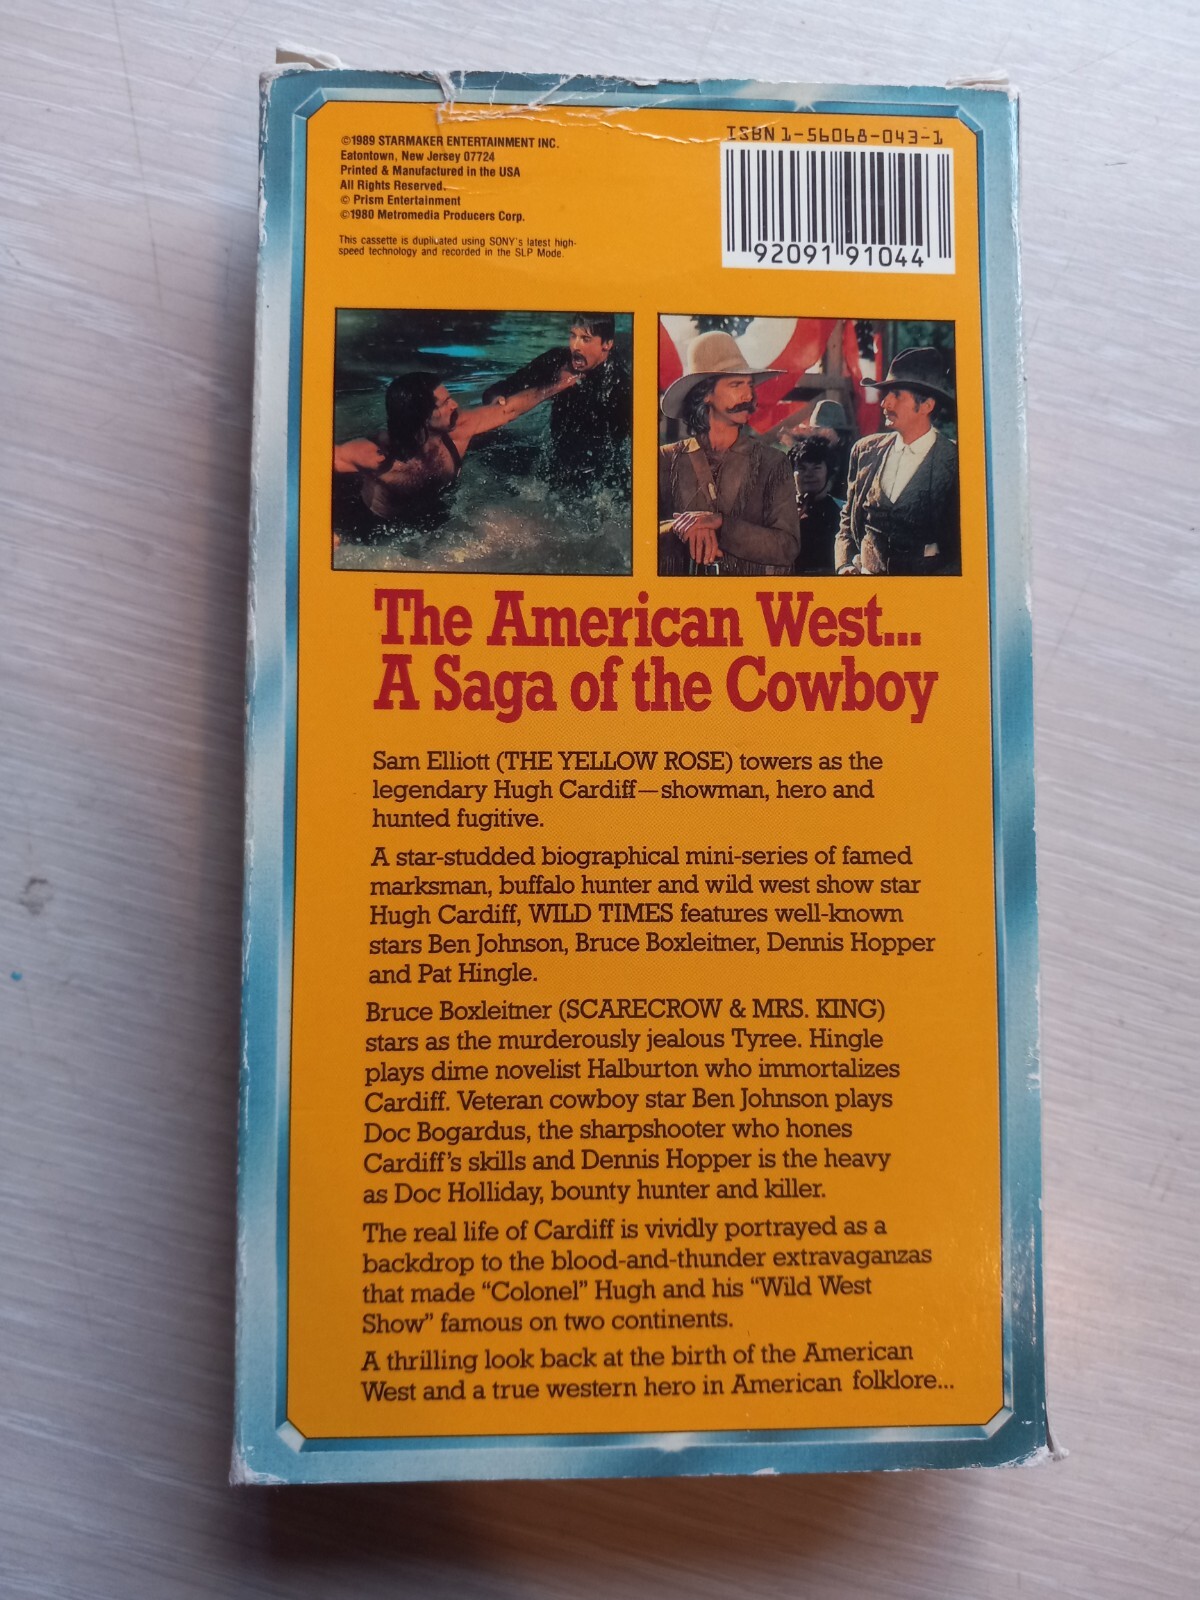 ©1989 STARMAKER ENTERTAINMENT INC.
Eatontown, New Jersey 07724
Printed & Manufactured in the USA
All Rights Reserved.
© Prism Entertainment
©1980 Metromedia Producers Corp.
This cassette is duplicated using SONY's latest high-
speed technology and recorded in the SLP Mode.
ISBN 1-56068-043-1
92091 91044
The American West...
A Saga of the Cowboy
Sam Elliott (THE YELLOW ROSE) towers as the
legendary Hugh Cardiff—showman, hero and
hunted fugitive.
A star-studded biographical mini-series of famed
marksman, buffalo hunter and wild west show star
Hugh Cardiff, WILD TIMES features well-known
stars Ben Johnson, Bruce Boxleitner, Dennis Hopper
and Pat Hingle.
Bruce Boxleitner (SCARECROW & MRS. KING)
stars as the murderously jealous Tyree. Hingle
plays dime novelist Halburton who immortalizes
Cardiff. Veteran cowboy star Ben Johnson plays
Doc Bogardus, the sharpshooter who hones
Cardiff's skills and Dennis Hopper is the heavy
as Doc Holliday, bounty hunter and killer.
The real life of Cardiff is vividly portrayed as a
backdrop to the blood-and-thunder extravaganzas
that made “Colonel” Hugh and his “Wild West
Show” famous on two continents.
A thrilling look back at the birth of the American
West and a true western hero in American folklore...